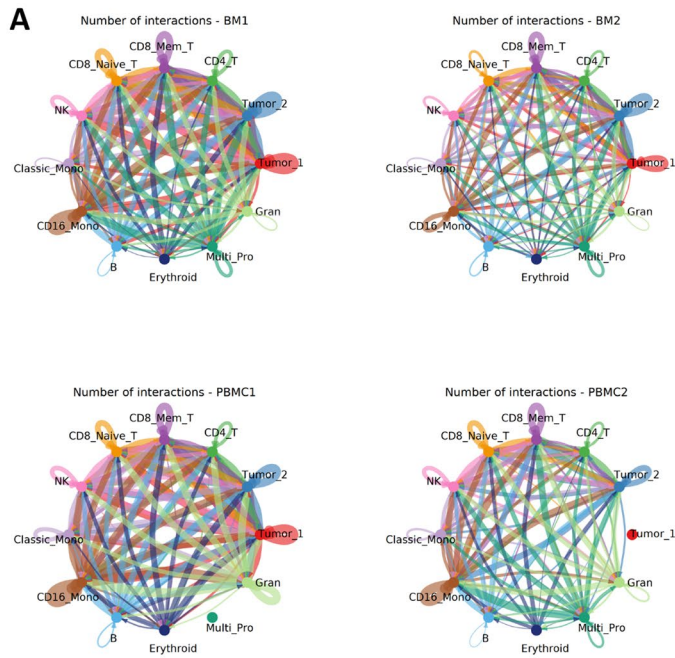 A
Number of interactions - BM1
CD8_Mem_T
CD8_Naive_T
CD4_T
NK
Tumor_2
Classic_Mono
Tumor_1
CD16_Mono
Gran
B
Multi_Pro
Erythroid
Number of interactions - BM2
CD8_Mem_T
CD8_Naive_T
CD4_T
NK
Tumor_2
Classic_Mono
Tumor_1
CD16_Mono
Gran
B
Multi_Pro
Erythroid
Number of interactions - PBMC1
CD8_Mem_T
CD8_Naive_T
CD4_T
NK
Tumor_2
Classic_Mono
Tumor_1
CD16_Mono
Gran
B
Multi_Pro
Erythroid
Number of interactions - PBMC2
CD8_Mem_T
CD8_Naive_T
CD4_T
NK
Tumor_2
Classic_Mono
Tumor_1
CD16_Mono
Gran
B
Multi_Pro
Erythroid